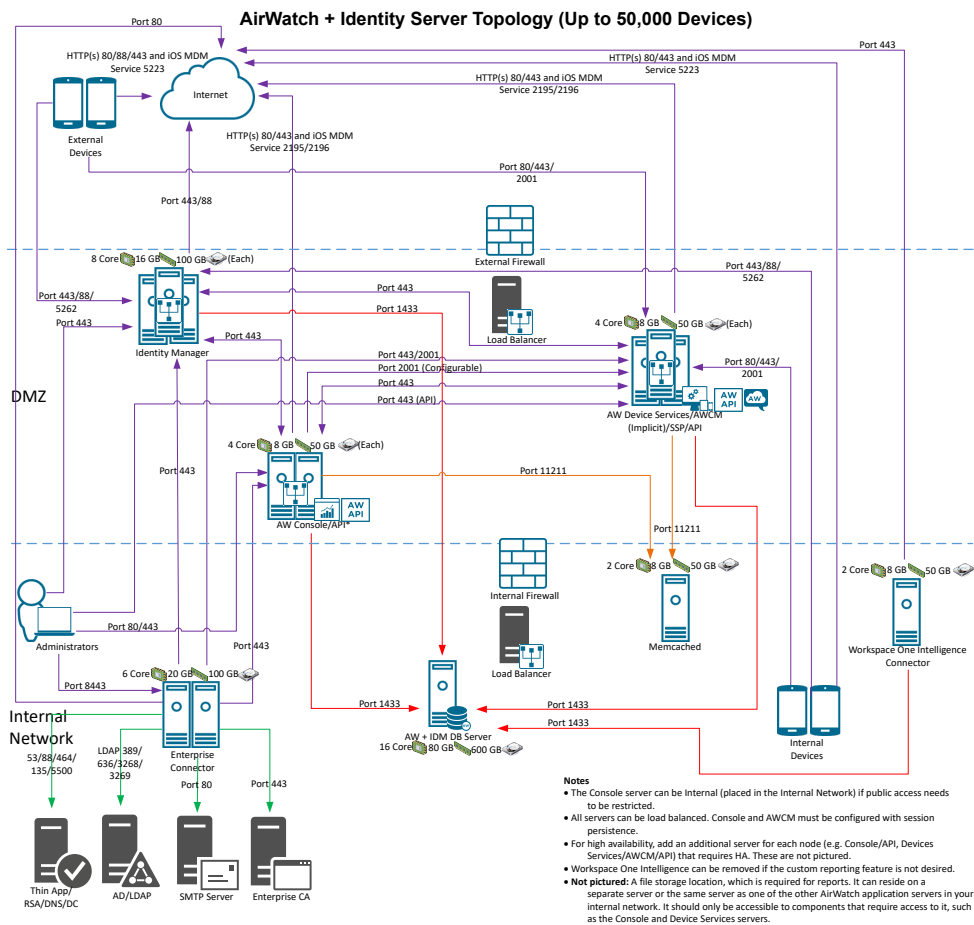 AirWatch + Identity Server Topology (Up to 50,000 Devices)
Port 80
Port 443
HTTP(s) 80/88/443 and iOS MDM
Service 5223
HTTP(s) 80/443 and iOS MDM
Service 5223
HTTP(s) 80/443 and iOS MDM
Service 2195/2196
Internet
External
Devices
HTTP(s) 80/443 and iOS MDM
Service 2195/2196
Port 80/443/
2001
Port 443/88
External Firewall
8 Core 16 GB 100 GB (Each)
Port 443/88/
5262
Port 443
Port 443/88/
5262
Port 443
Port 1433
Load Balancer
4 Core 8 GB 50 GB (Each)
Identity Manager
Port 443
Port 443/2001
Port 2001 (Configurable)
Port 443
Port 443 (API)
Port 80/443/
2001
DMZ
AW
API
AW
AW Device Services/AWCM
(Implicit)/SSP/API
4 Core 8 GB 50 GB (Each)
Port 443
Port 11211
AW
API
AW Console/API*
Port 11211
Internal Firewall
2 Core 8 GB 50 GB
Memcached
2 Core 8 GB 50 GB
Workspace One Intelligence
Connector
Administrators
Port 80/443
Port 443
Load Balancer
6 Core 20 GB 100 GB
Port 8443
Port 1433
Port 1433
Port 1433
AW
AW + IDM DB Server
16 Core 80 GB 600 GB
Internal
Devices
Internal
Network
Enterprise
Connector
53/88/464/
135/5500
LDAP 389/
636/3268/
3269
Port 80
Port 443
Thin App/
RSA/DNS/DC
AD/LDAP
SMTP Server
Enterprise CA
Notes
• The Console server can be Internal (placed in the Internal Network) if public access needs
to be restricted.
• All servers can be load balanced. Console and AWCM must be configured with session
persistence.
• For high availability, add an additional server for each node (e.g. Console/API, Devices
Services/AWCM/API) that requires HA. These are not pictured.
• Workspace One Intelligence can be removed if the custom reporting feature is not desired.
• Not pictured: A file storage location, which is required for reports. It can reside on a
separate server or the same server as one of the other AirWatch application servers in your
internal network. It should only be accessible to components that require access to it, such
as the Console and Device Services servers.